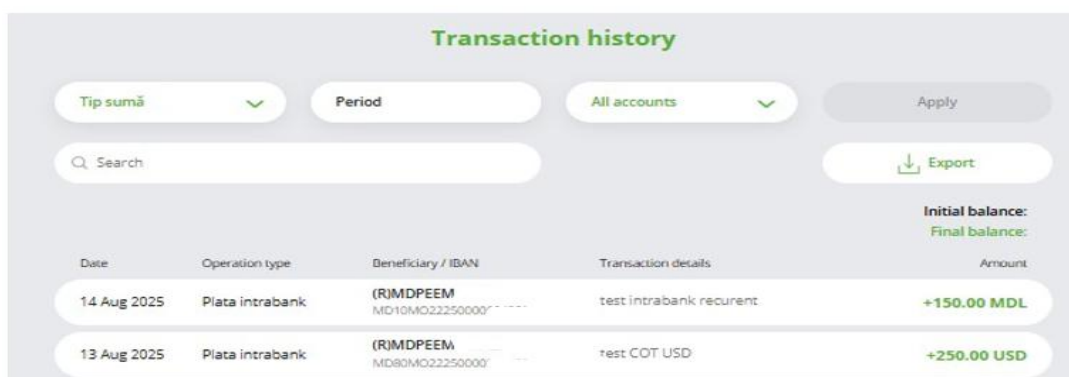 Transaction history
Tip sumă Period All accounts Apply
Search Export
Initial balance:
Final balance:
Date Operation type Beneficiary / IBAN Transaction details Amount
14 Aug 2025 Plata intrabank (R)MDPEEM test intrabank recurent +150.00 MDL
MD10MO22250000
13 Aug 2025 Plata intrabank (R)MDPEEM test COT USD +250.00 USD
MD80MO22250000